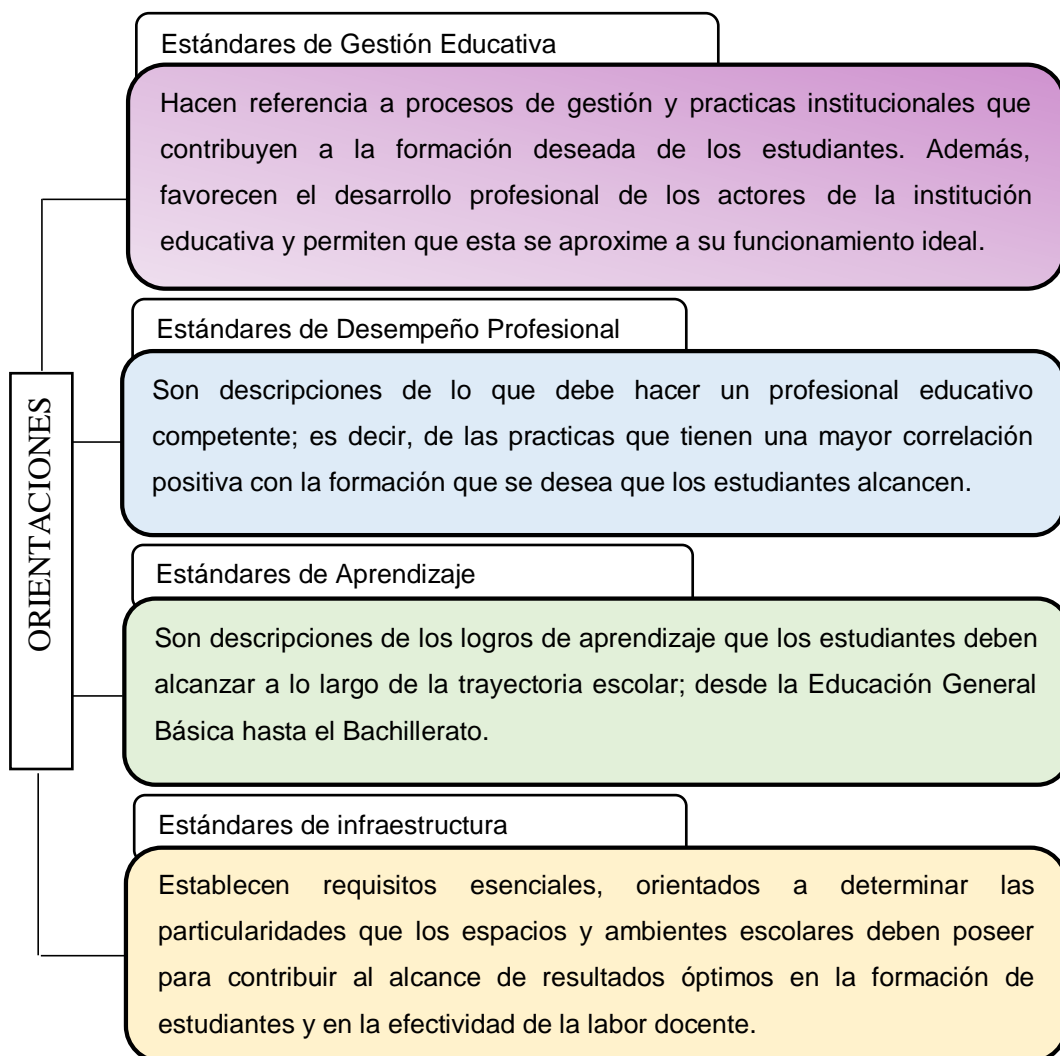 Estándares de Gestión Educativa
Hacen referencia a procesos de gestión y practicas institucionales que
contribuyen a la formación deseada de los estudiantes. Además,
favorecen el desarrollo profesional de los actores de la institución
educativa y permiten que esta se aproxime a su funcionamiento ideal.
Estándares de Desempeño Profesional
Son descripciones de lo que debe hacer un profesional educativo
competente; es decir, de las practicas que tienen una mayor correlación
positiva con la formación que se desea que los estudiantes alcancen.
ORIENTACIONES
Estándares de Aprendizaje
Son descripciones de los logros de aprendizaje que los estudiantes deben
alcanzar a lo largo de la trayectoria escolar; desde la Educación General
Básica hasta el Bachillerato.
Estándares de infraestructura
Establecen requisitos esenciales, orientados a determinar las
particularidades que los espacios y ambientes escolares deben poseer
para contribuir al alcance de resultados óptimos en la formación de
estudiantes y en la efectividad de la labor docente.